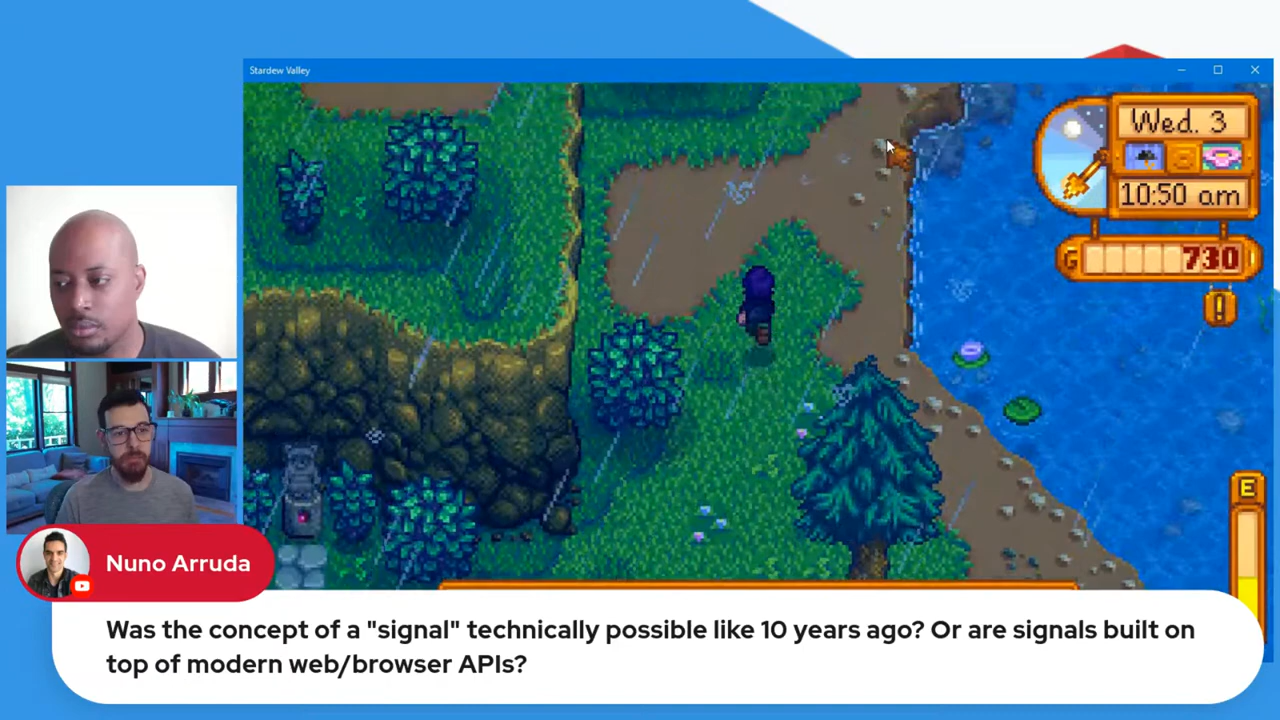 Stardew Valley
Wed. 3
10:50 am
G 730
!
E
Nuno Arruda
Was the concept of a "signal" technically possible like 10 years ago? Or are signals built on
top of modern web/browser APIs?